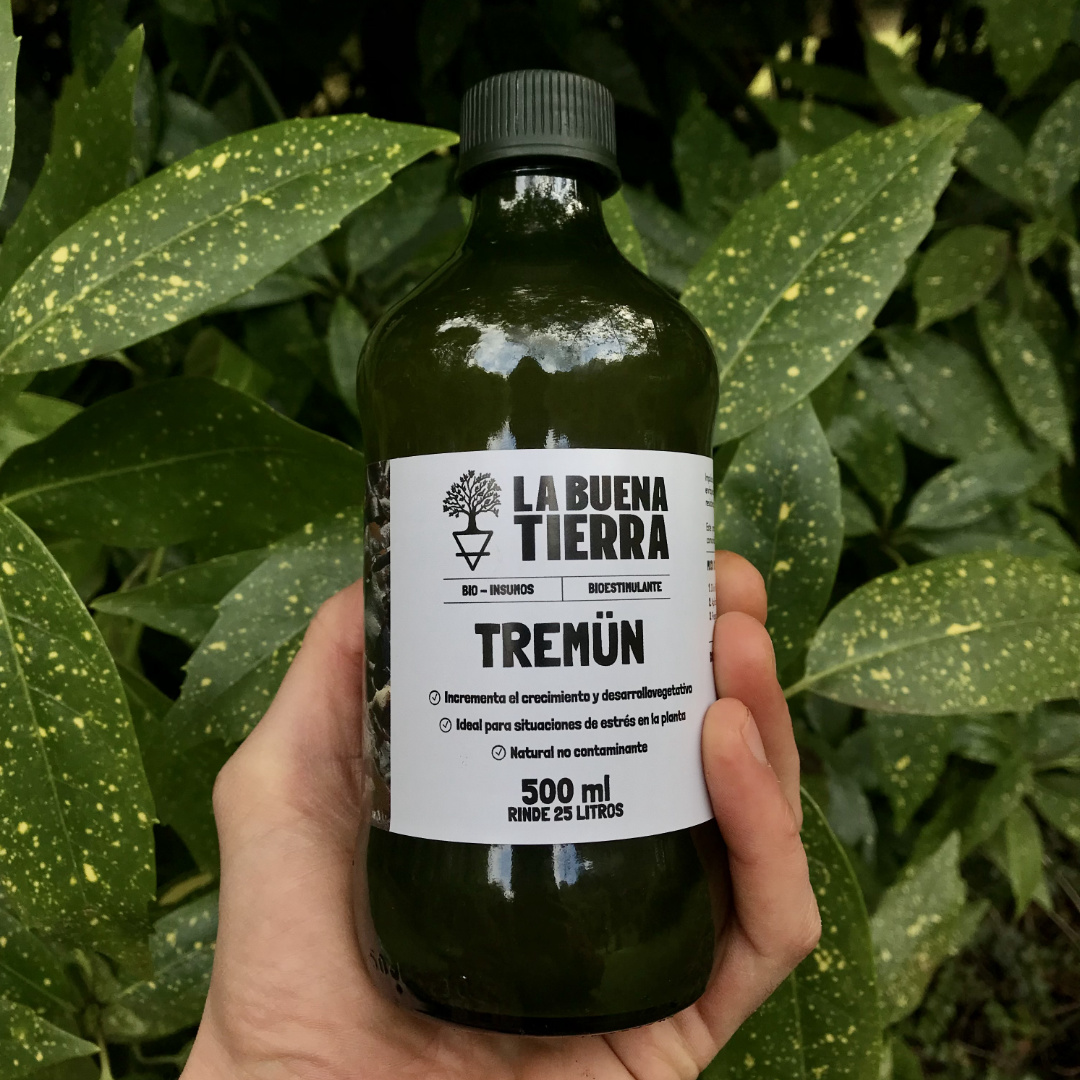 LA BUENA
TIERRA
BIO – INSUMOS
BIOESTIMULANTE
TREMÜN
Incrementa el crecimiento y desarrollovegetativo
Ideal para situaciones de estrés en la planta
Natural no contaminante
500 ml
RINDE 25 LITROS